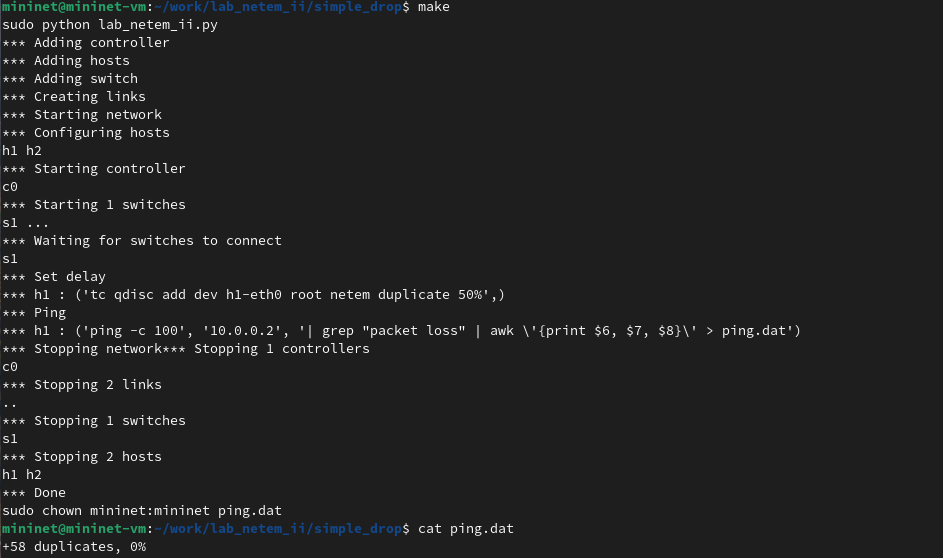 mininet@mininet-vm:~/work/lab_netem_ii/simple_drop$ make
sudo python lab_netem_ii.py
*** Adding controller
*** Adding hosts
*** Adding switch
*** Creating links
*** Starting network
*** Configuring hosts
h1 h2
*** Starting controller
c0
*** Starting 1 switches
s1 ...
*** Waiting for switches to connect
s1
*** Set delay
*** h1 : ('tc qdisc add dev h1-eth0 root netem duplicate 50%',)
*** Ping
*** h1 : ('ping -c 100', '10.0.0.2', '| grep "packet loss" | awk \'{print $6, $7, $8}\' > ping.dat')
*** Stopping network*** Stopping 1 controllers
c0
*** Stopping 2 links
..
*** Stopping 1 switches
s1
*** Stopping 2 hosts
h1 h2
*** Done
sudo chown mininet:mininet ping.dat
mininet@mininet-vm:~/work/lab_netem_ii/simple_drop$ cat ping.dat
+58 duplicates, 0%